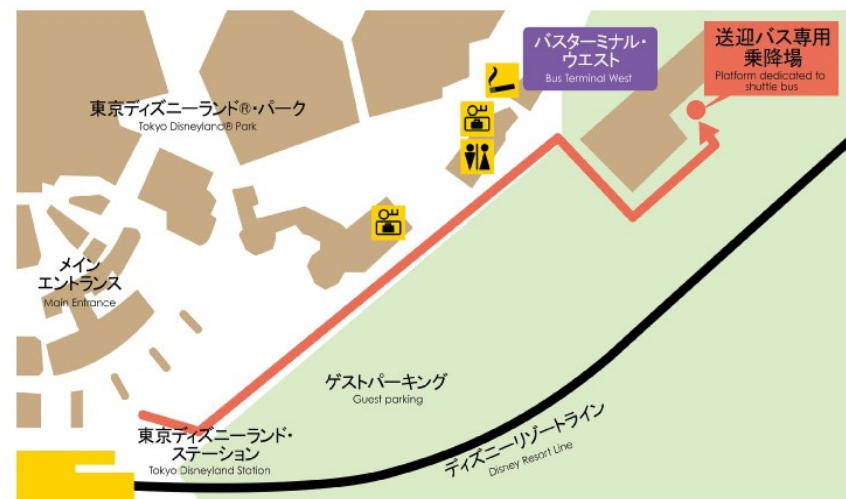 バスターミナル・
ウエスト
Bus Terminal West
送迎バス専用
乗降場
Platform dedicated to
shuttle bus
東京ディズニーランド®・パーク
Tokyo Disneyland® Park
メイン
エントランス
Main Entrance
ゲストパーキング
Guest parking
東京ディズニーランド・
ステーション
Tokyo Disneyland Station
ディズニーリゾートライン
Disney Resort Line